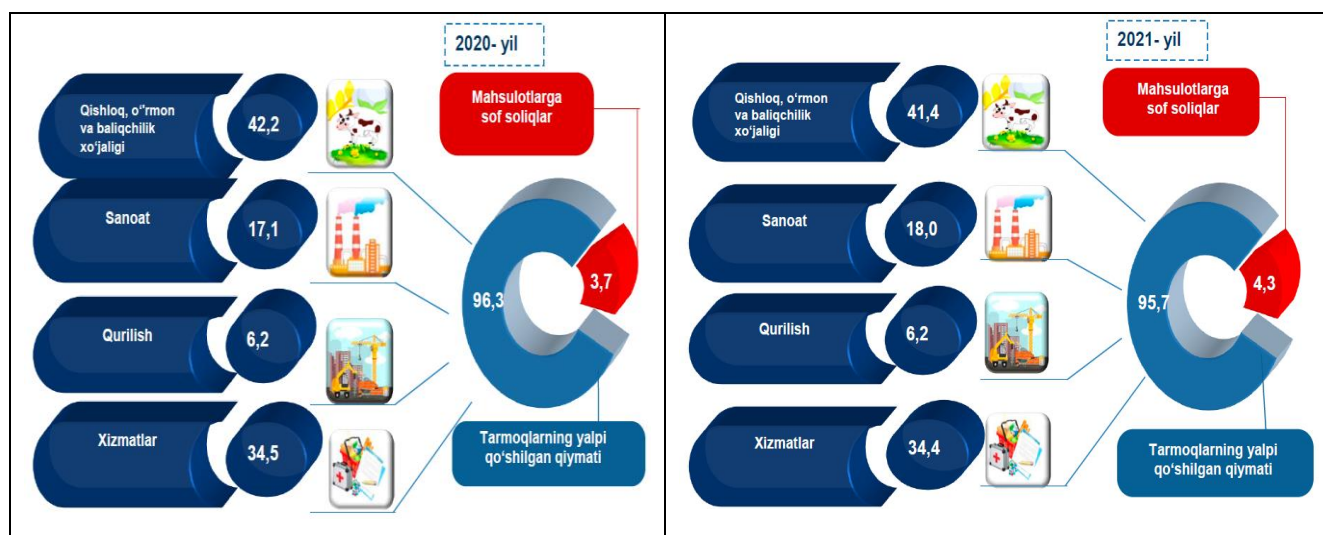 2020- yil
Mahsulotlarga
sof soliqlar
Qishloq, o‘'rmon
va baliqchilik
xo‘jaligi
42,2
Sanoat
17,1
Qurilish
6,2
Xizmatlar
34,5
96,3
3,7
Tarmoqlarning yalpi
qo‘shilgan qiymati
2021- yil
Mahsulotlarga
sof soliqlar
Qishloq, o‘rmon
va baliqchilik
xo‘jaligi
41,4
Sanoat
18,0
Qurilish
6,2
Xizmatlar
34,4
95,7
4,3
Tarmoqlarning yalpi
qo‘shilgan qiymati